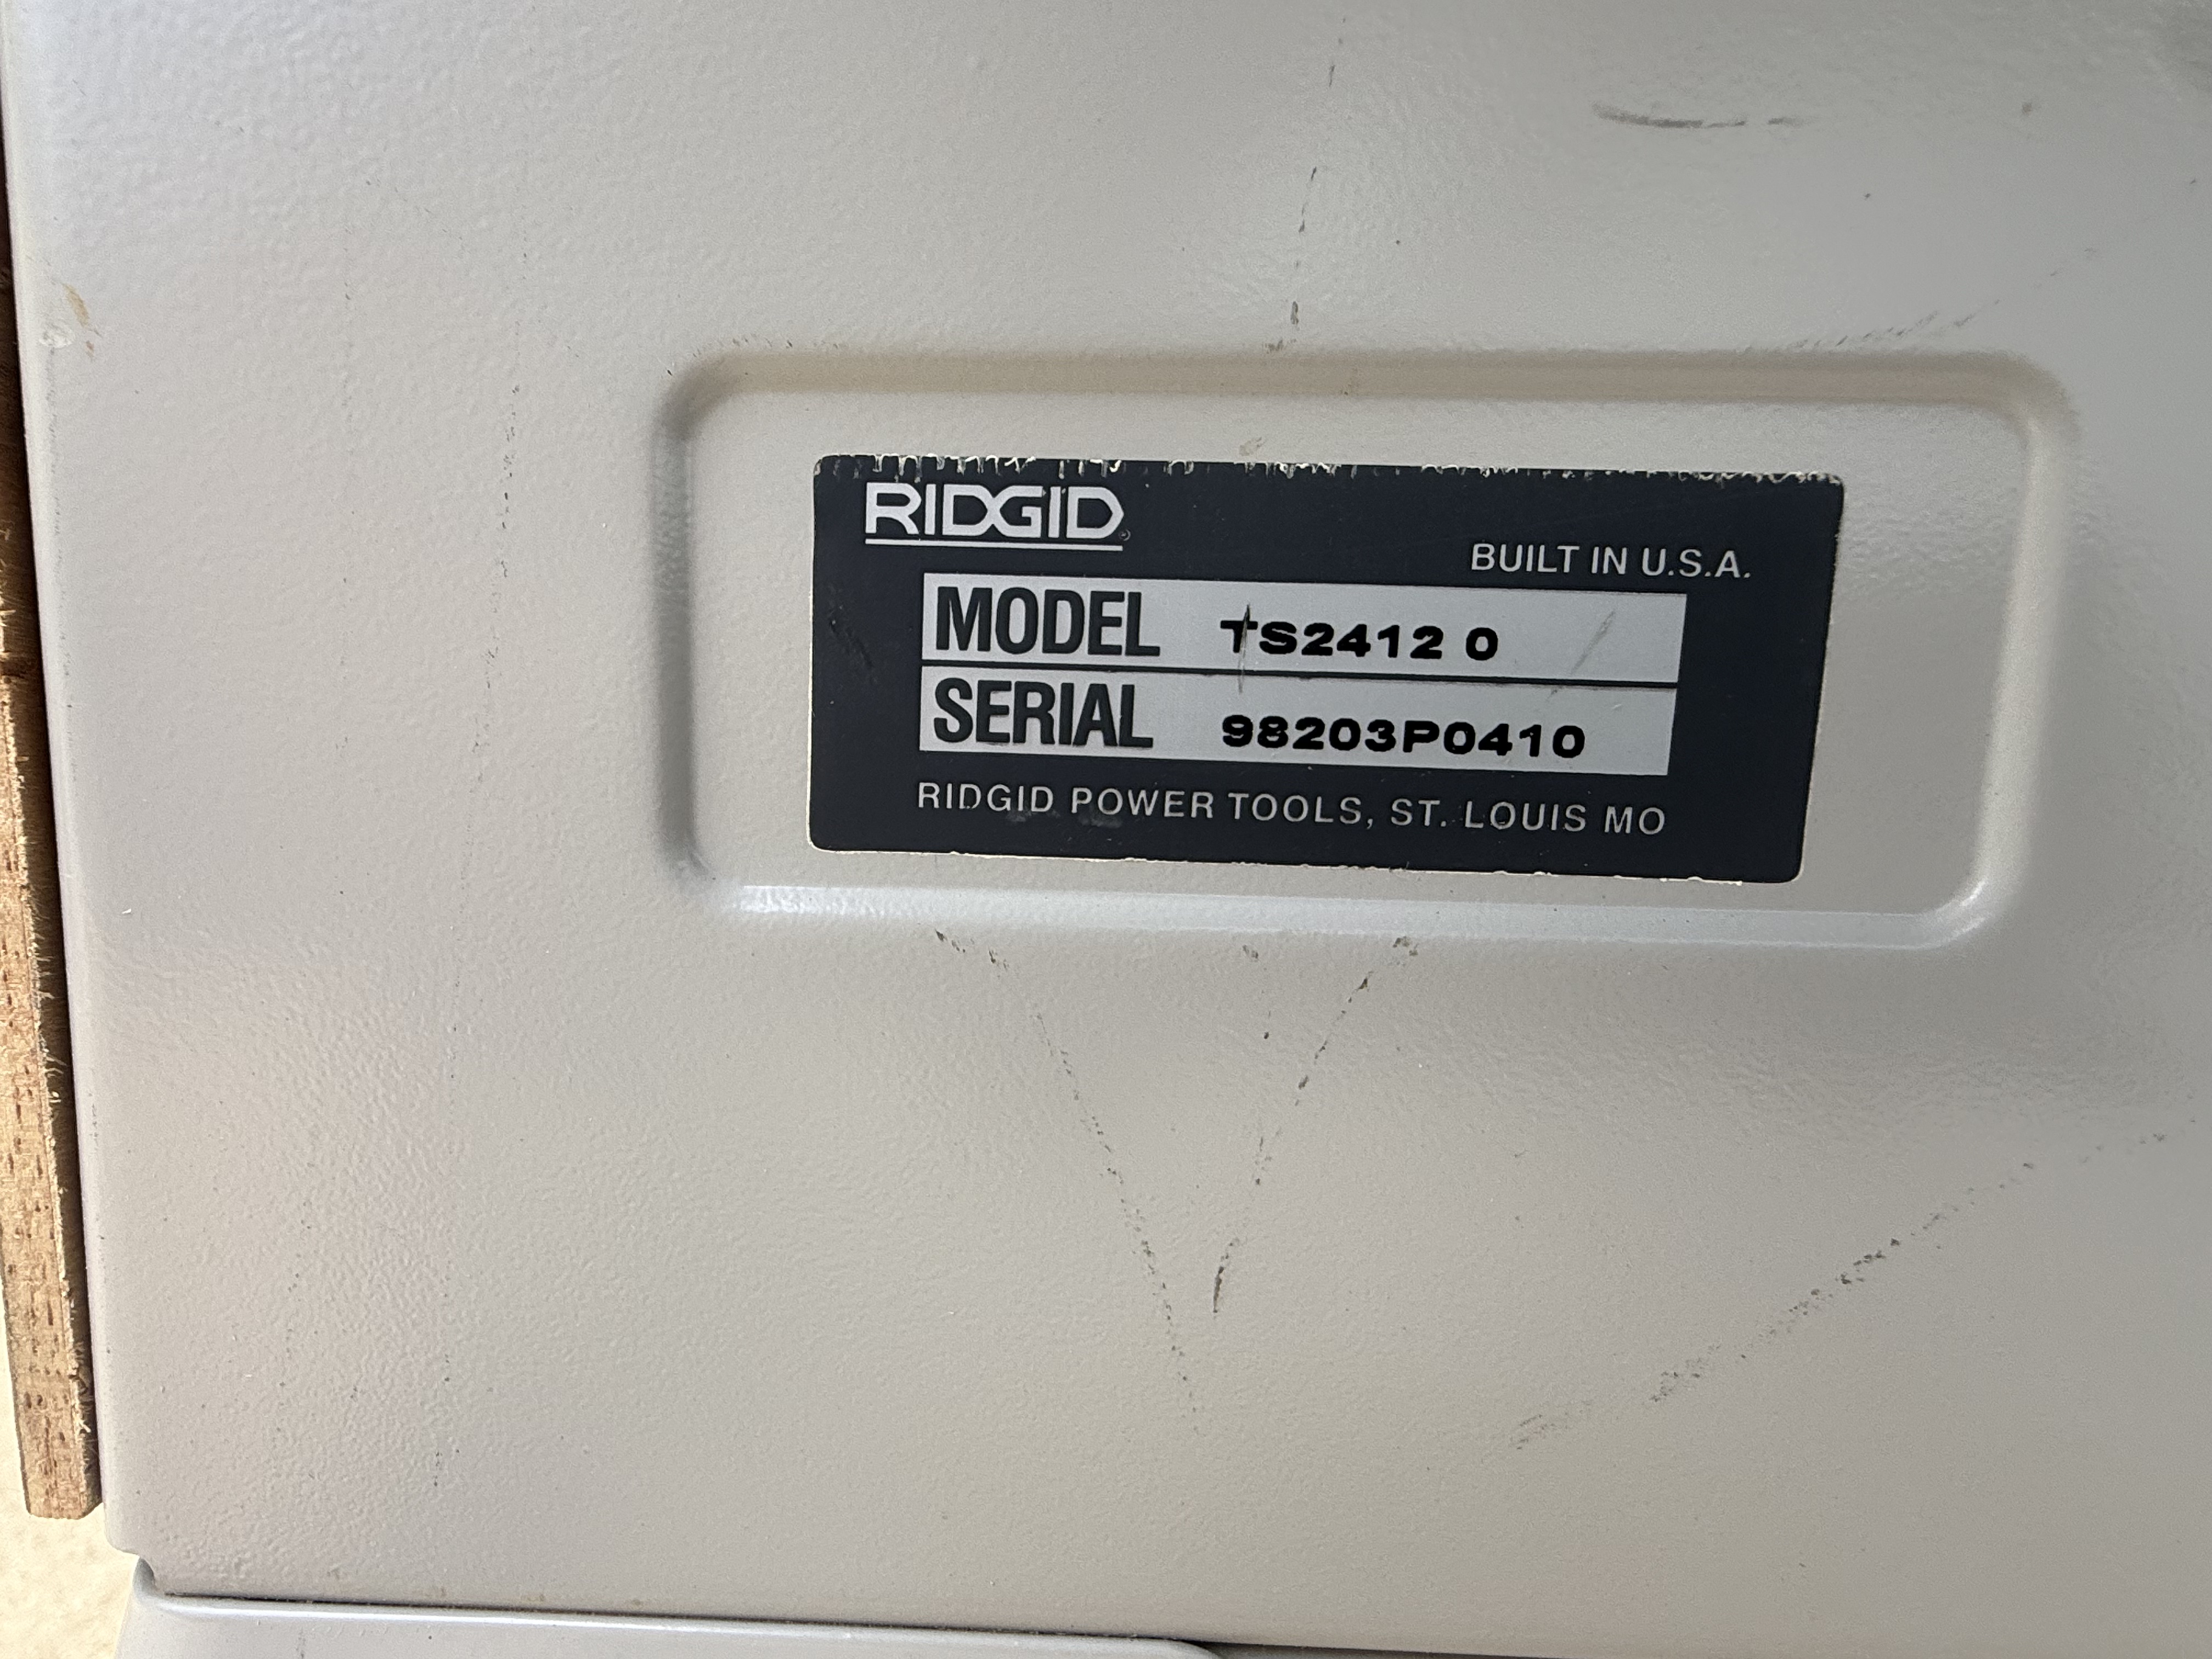 RIDGID®
BUILT IN U.S.A.
MODEL TS2412 0
SERIAL 98203P0410
RIDGID POWER TOOLS, ST. LOUIS MO